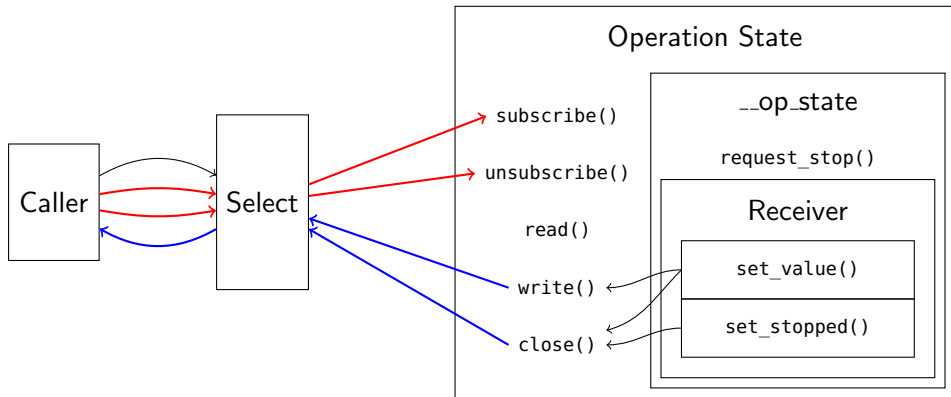 Operation State
__op_state
subscribe()
request_stop()
unsubscribe()
Caller
Select
Receiver
read()
set_value()
write()
set_stopped()
close()